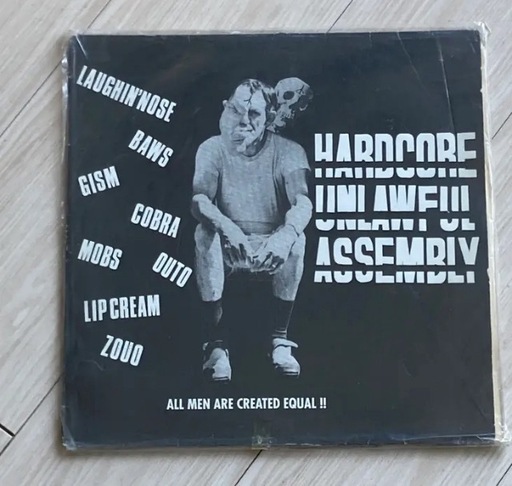 LAUGHIN'NOSE
BAWS
GISM
COBRA
MOBS
OUTO
LIP CREAM
ZOUO
HARDCORE
UNLAWFUL
ASSEMBLY
ALL MEN ARE CREATED EQUAL !!